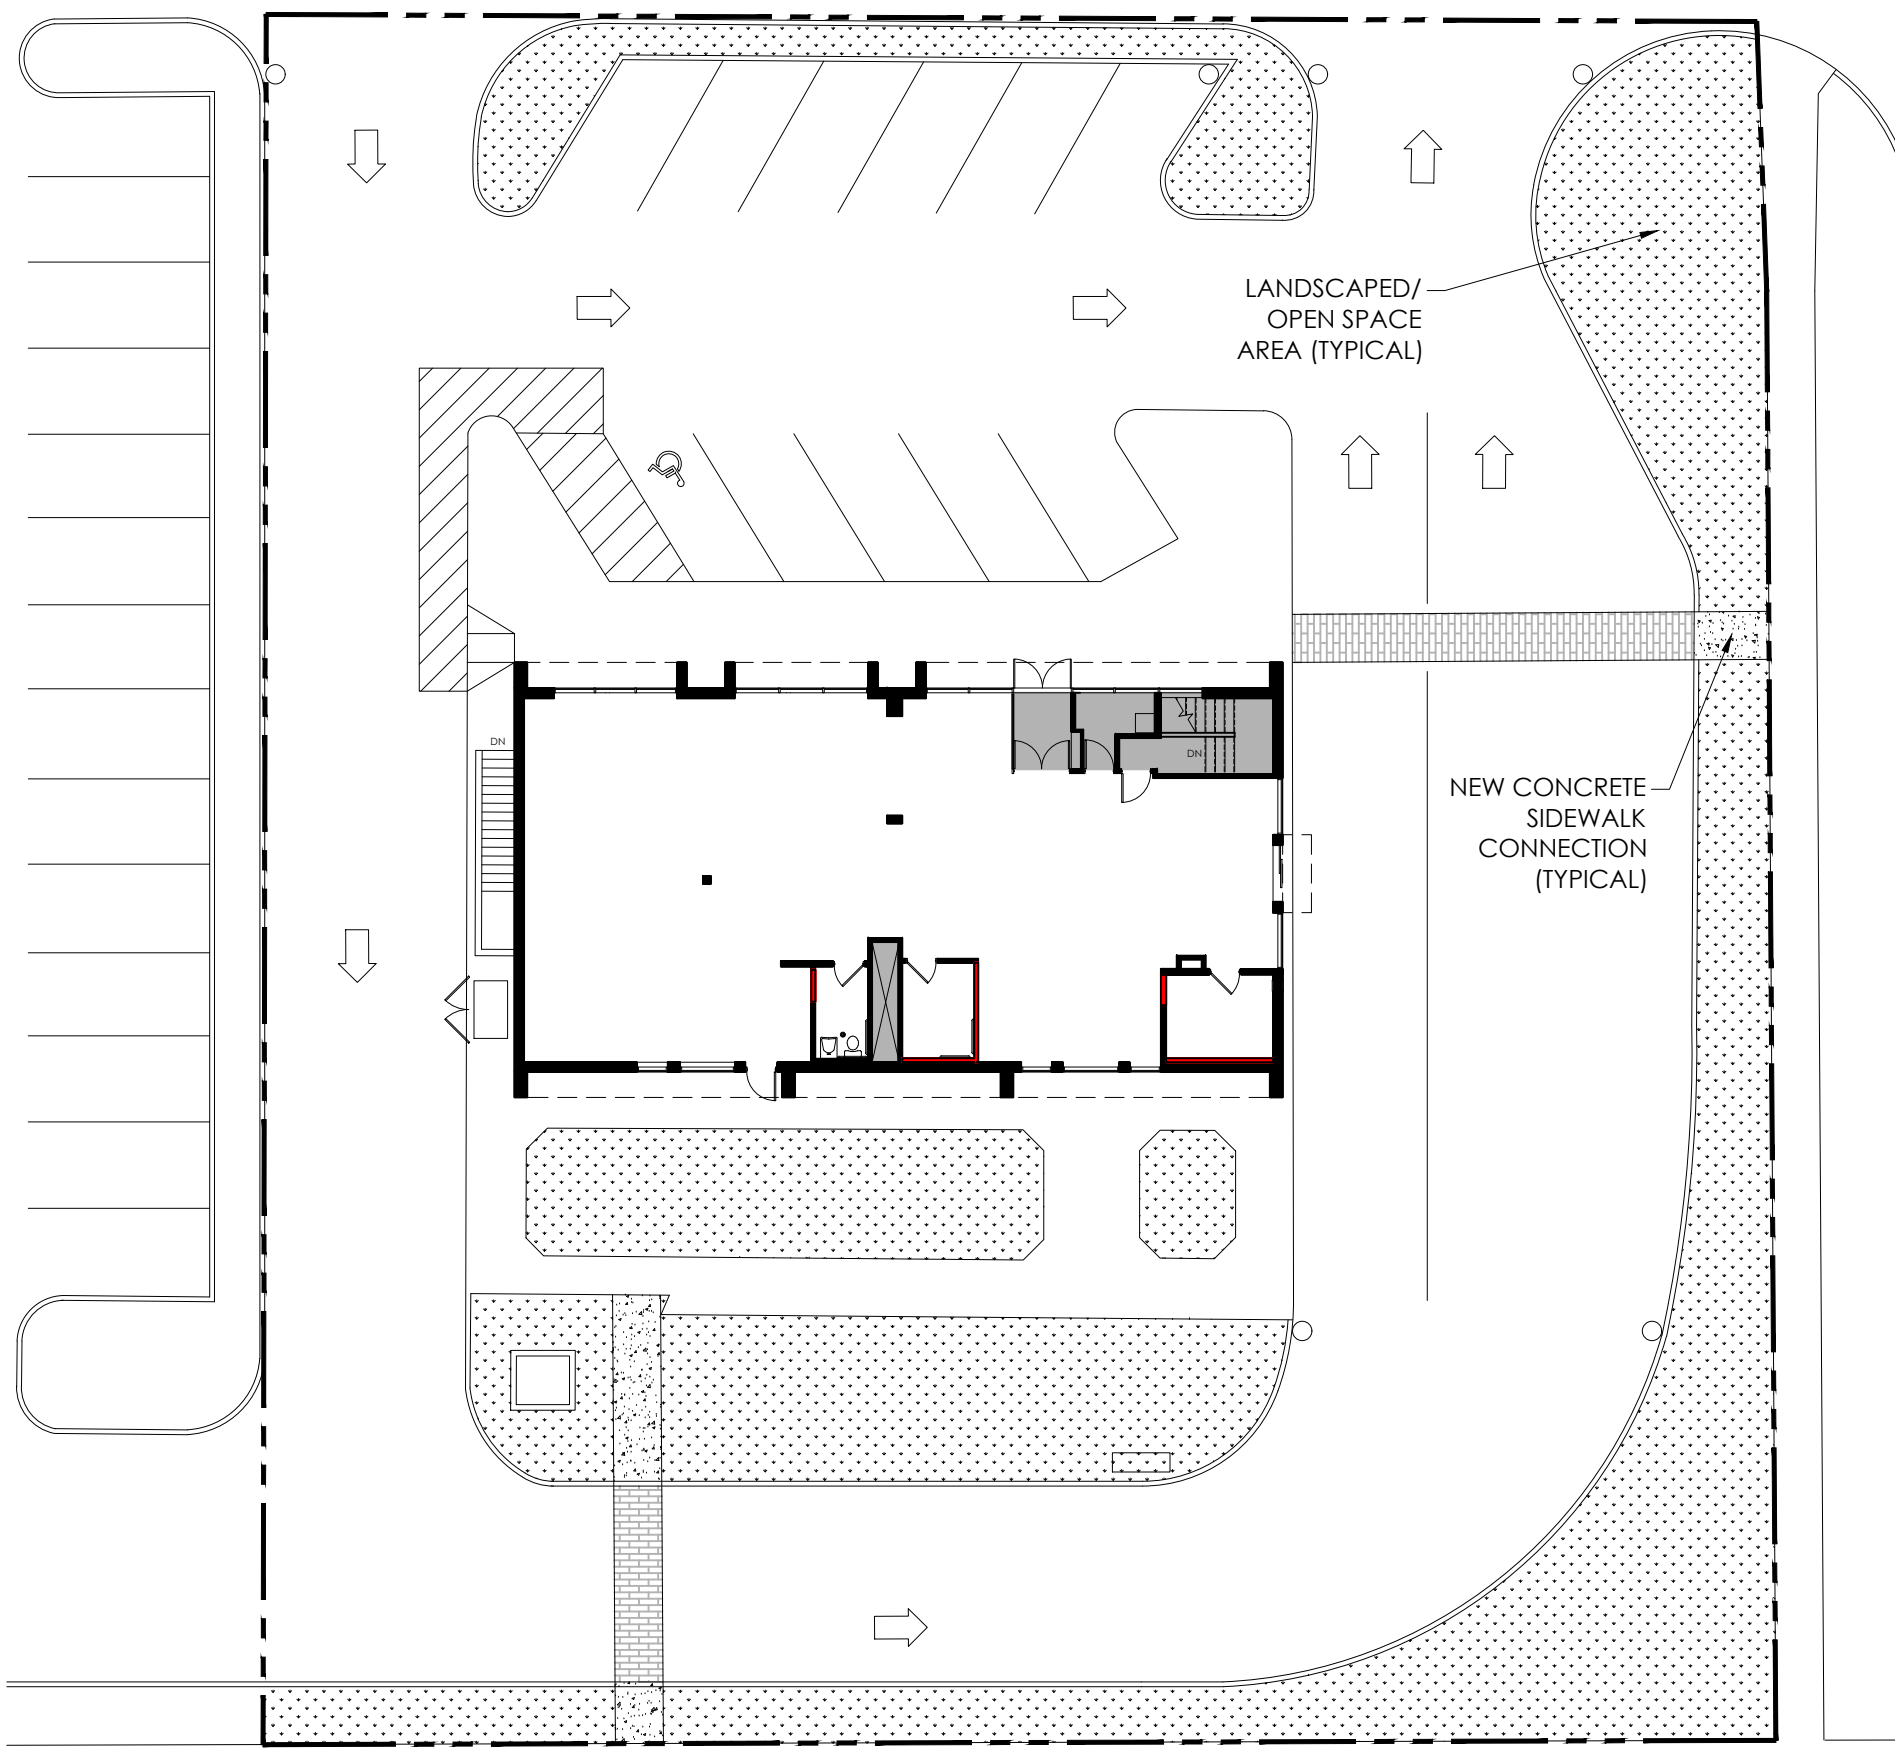 LANDSCAPED/
OPEN SPACE
AREA (TYPICAL)
DN
DN
NEW CONCRETE
SIDEWALK
CONNECTION
(TYPICAL)